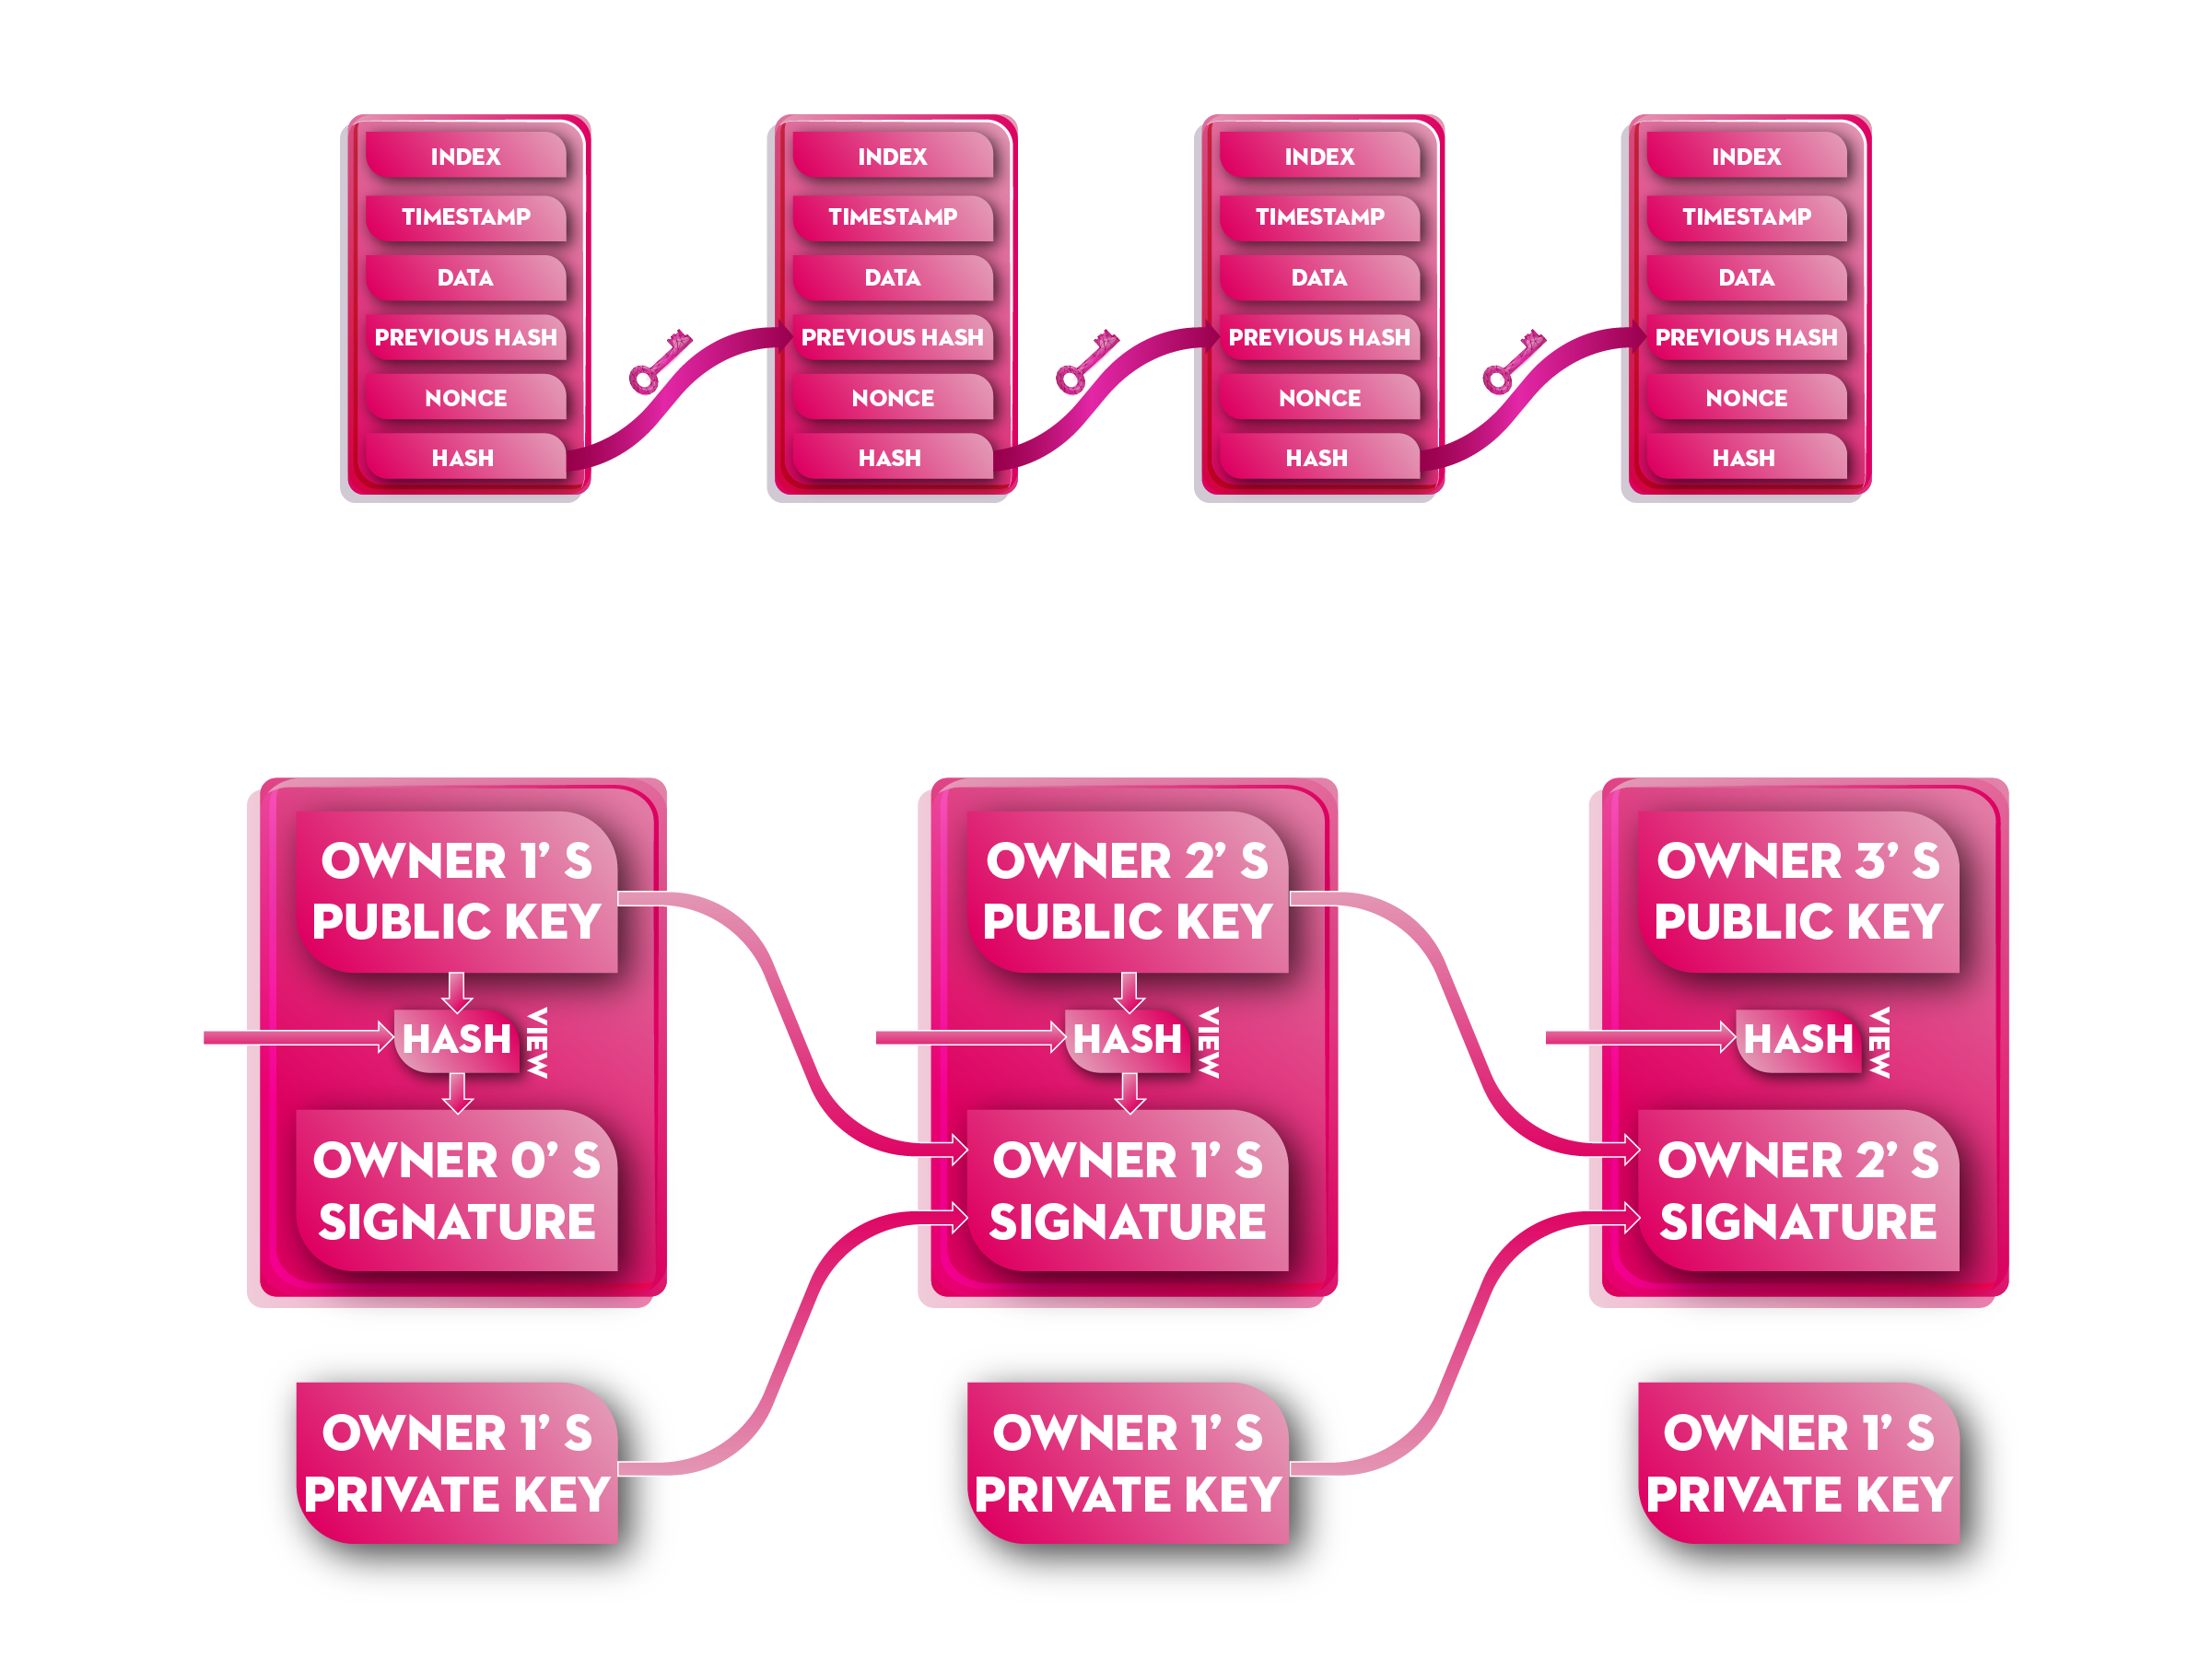 INDEX
TIMESTAMP
DATA
PREVIOUS HASH
NONCE
HASH
INDEX
TIMESTAMP
DATA
PREVIOUS HASH
NONCE
HASH
INDEX
TIMESTAMP
DATA
PREVIOUS HASH
NONCE
HASH
INDEX
TIMESTAMP
DATA
PREVIOUS HASH
NONCE
HASH
OWNER 1' S
PUBLIC KEY
HASH
VIEW
OWNER 0' S
SIGNATURE
OWNER 2' S
PUBLIC KEY
HASH
VIEW
OWNER 1' S
SIGNATURE
OWNER 3' S
PUBLIC KEY
HASH
VIEW
OWNER 2' S
SIGNATURE
OWNER 1' S
PRIVATE KEY
OWNER 1' S
PRIVATE KEY
OWNER 1' S
PRIVATE KEY